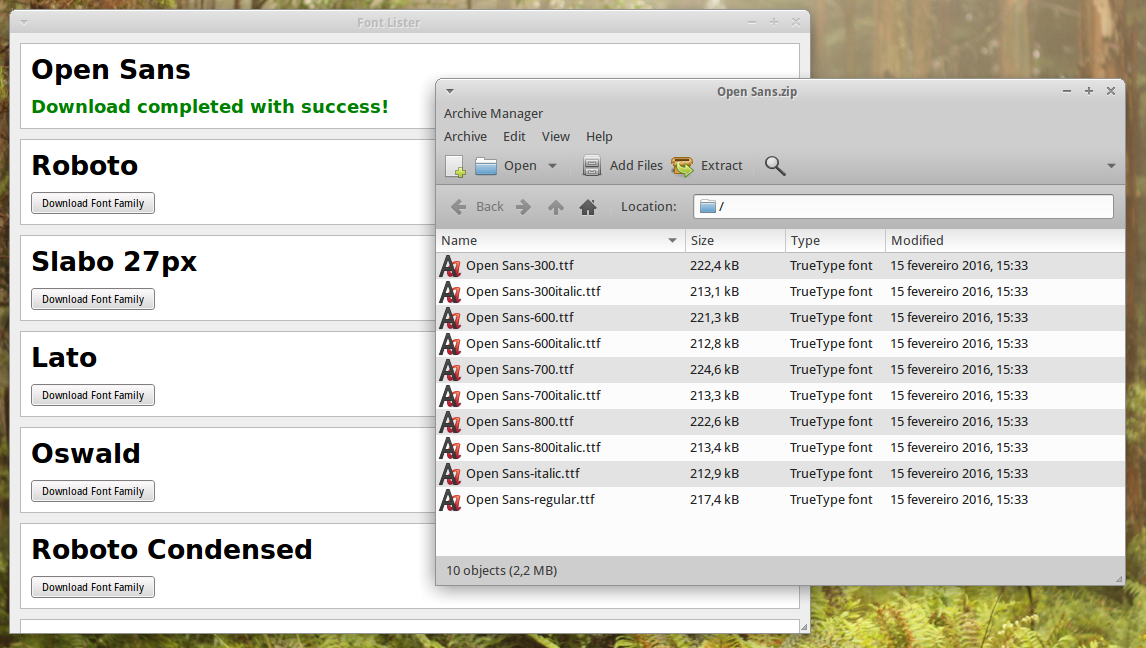 Font Lister
Open Sans
Download completed with success!
Roboto
Download Font Family
Slabo 27px
Download Font Family
Lato
Download Font Family
Oswald
Download Font Family
Roboto Condensed
Download Font Family
Open Sans.zip
Archive Manager
Archive Edit View Help
Open Add Files Extract
Back Location: /
Name Size Type Modified
Open Sans-300.ttf 222,4 kB TrueType font 15 fevereiro 2016, 15:33
Open Sans-300italic.ttf 213,1 kB TrueType font 15 fevereiro 2016, 15:33
Open Sans-600.ttf 221,3 kB TrueType font 15 fevereiro 2016, 15:33
Open Sans-600italic.ttf 212,8 kB TrueType font 15 fevereiro 2016, 15:33
Open Sans-700.ttf 224,6 kB TrueType font 15 fevereiro 2016, 15:33
Open Sans-700italic.ttf 213,3 kB TrueType font 15 fevereiro 2016, 15:33
Open Sans-800.ttf 222,6 kB TrueType font 15 fevereiro 2016, 15:33
Open Sans-800italic.ttf 213,4 kB TrueType font 15 fevereiro 2016, 15:33
Open Sans-italic.ttf 212,9 kB TrueType font 15 fevereiro 2016, 15:33
Open Sans-regular.ttf 217,4 kB TrueType font 15 fevereiro 2016, 15:33
10 objects (2,2 MB)